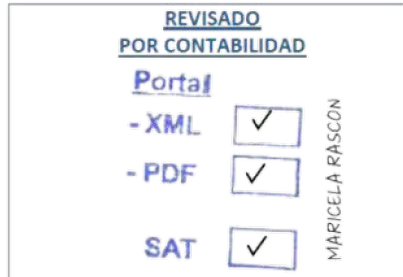 REVISADO
POR CONTABILIDAD
Portal
- XML ✓
- PDF ✓
SAT ✓
MARICELA RASCON